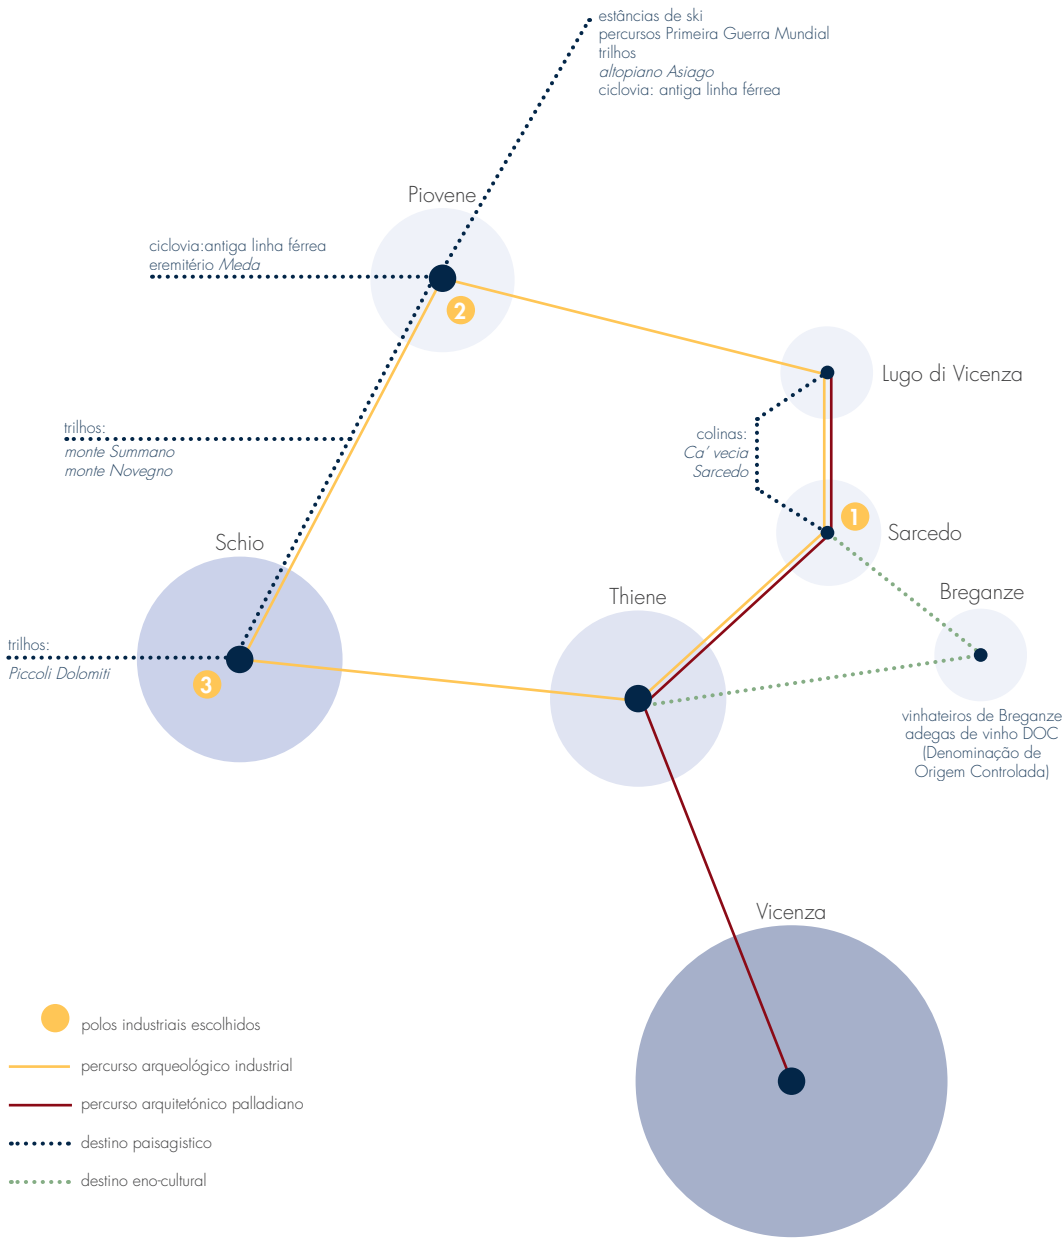 estâncias de ski
percursos Primeira Guerra Mundial
trilhos
altopiano Asiago
ciclovia: antiga linha férrea
Piovene
ciclovia:antiga linha férrea
eremitério Meda
2
Lugo di Vicenza
trilhos:
monte Summano
monte Novegno
colinas:
Ca' vecia
Sarcedo
1
Sarcedo
Schio
Thiene
Breganze
trilhos:
Piccoli Dolomiti
3
vinhateiros de Breganze
adegas de vinho DOC
(Denominação de
Origem Controlada)
Vicenza
polos industriais escolhidos
percurso arqueológico industrial
percurso arquitetónico palladiano
destino paisagistico
destino eno-cultural